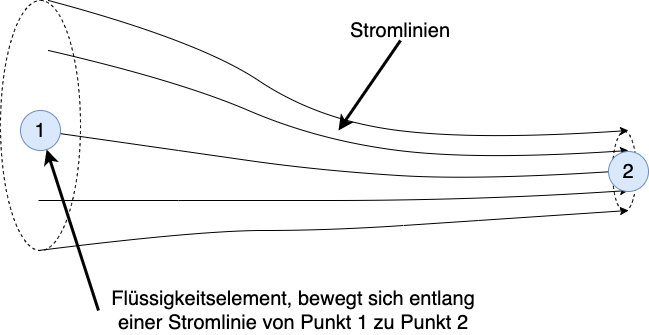 Stromlinien
1
2
Flüssigkeitselement, bewegt sich entlang
einer Stromlinie von Punkt 1 zu Punkt 2